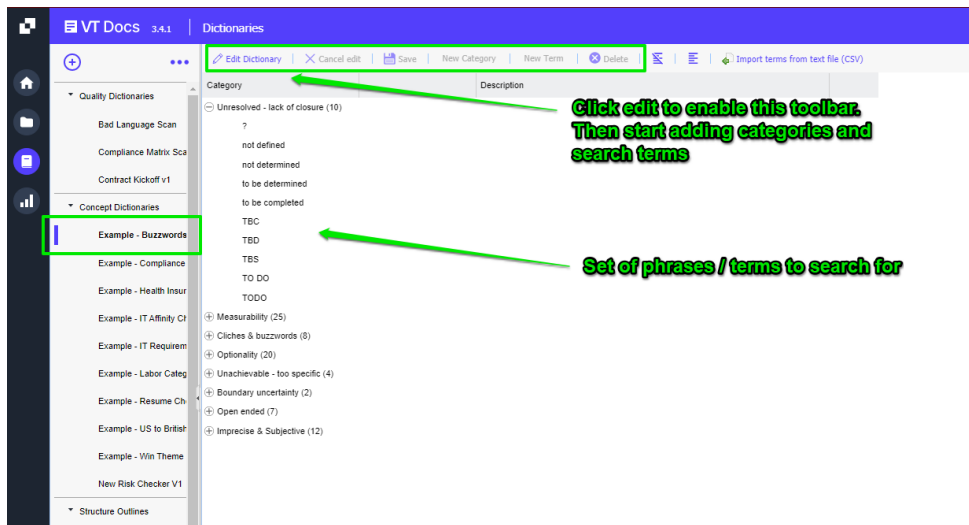 VT Docs 3.4.1 Dictionaries
Edit Dictionary Cancel edit Save New Category New Term Delete Import terms from text file (CSV)
Category Description
Quality Dictionaries
Bad Language Scan
Compliance Matrix Sca
Contract Kickoff v1
Concept Dictionaries
Example - Buzzwords
Example - Compliance
Example - Health Insur
Example - IT Affinity Ch
Example - IT Requirem
Example - Labor Categ
Example - Resume Ch
Example - US to British
Example - Win Theme
New Risk Checker V1
Structure Outlines
Unresolved - lack of closure (10)
?
not defined
not determined
to be determined
to be completed
TBC
TBD
TBS
TO DO
TODO
Measurability (25)
Cliches & buzzwords (8)
Optionality (20)
Unachievable - too specific (4)
Boundary uncertainty (2)
Open ended (7)
Imprecise & Subjective (12)
Click edit to enable this toolbar.
Then start adding categories and
search terms
Set of phrases / terms to search for